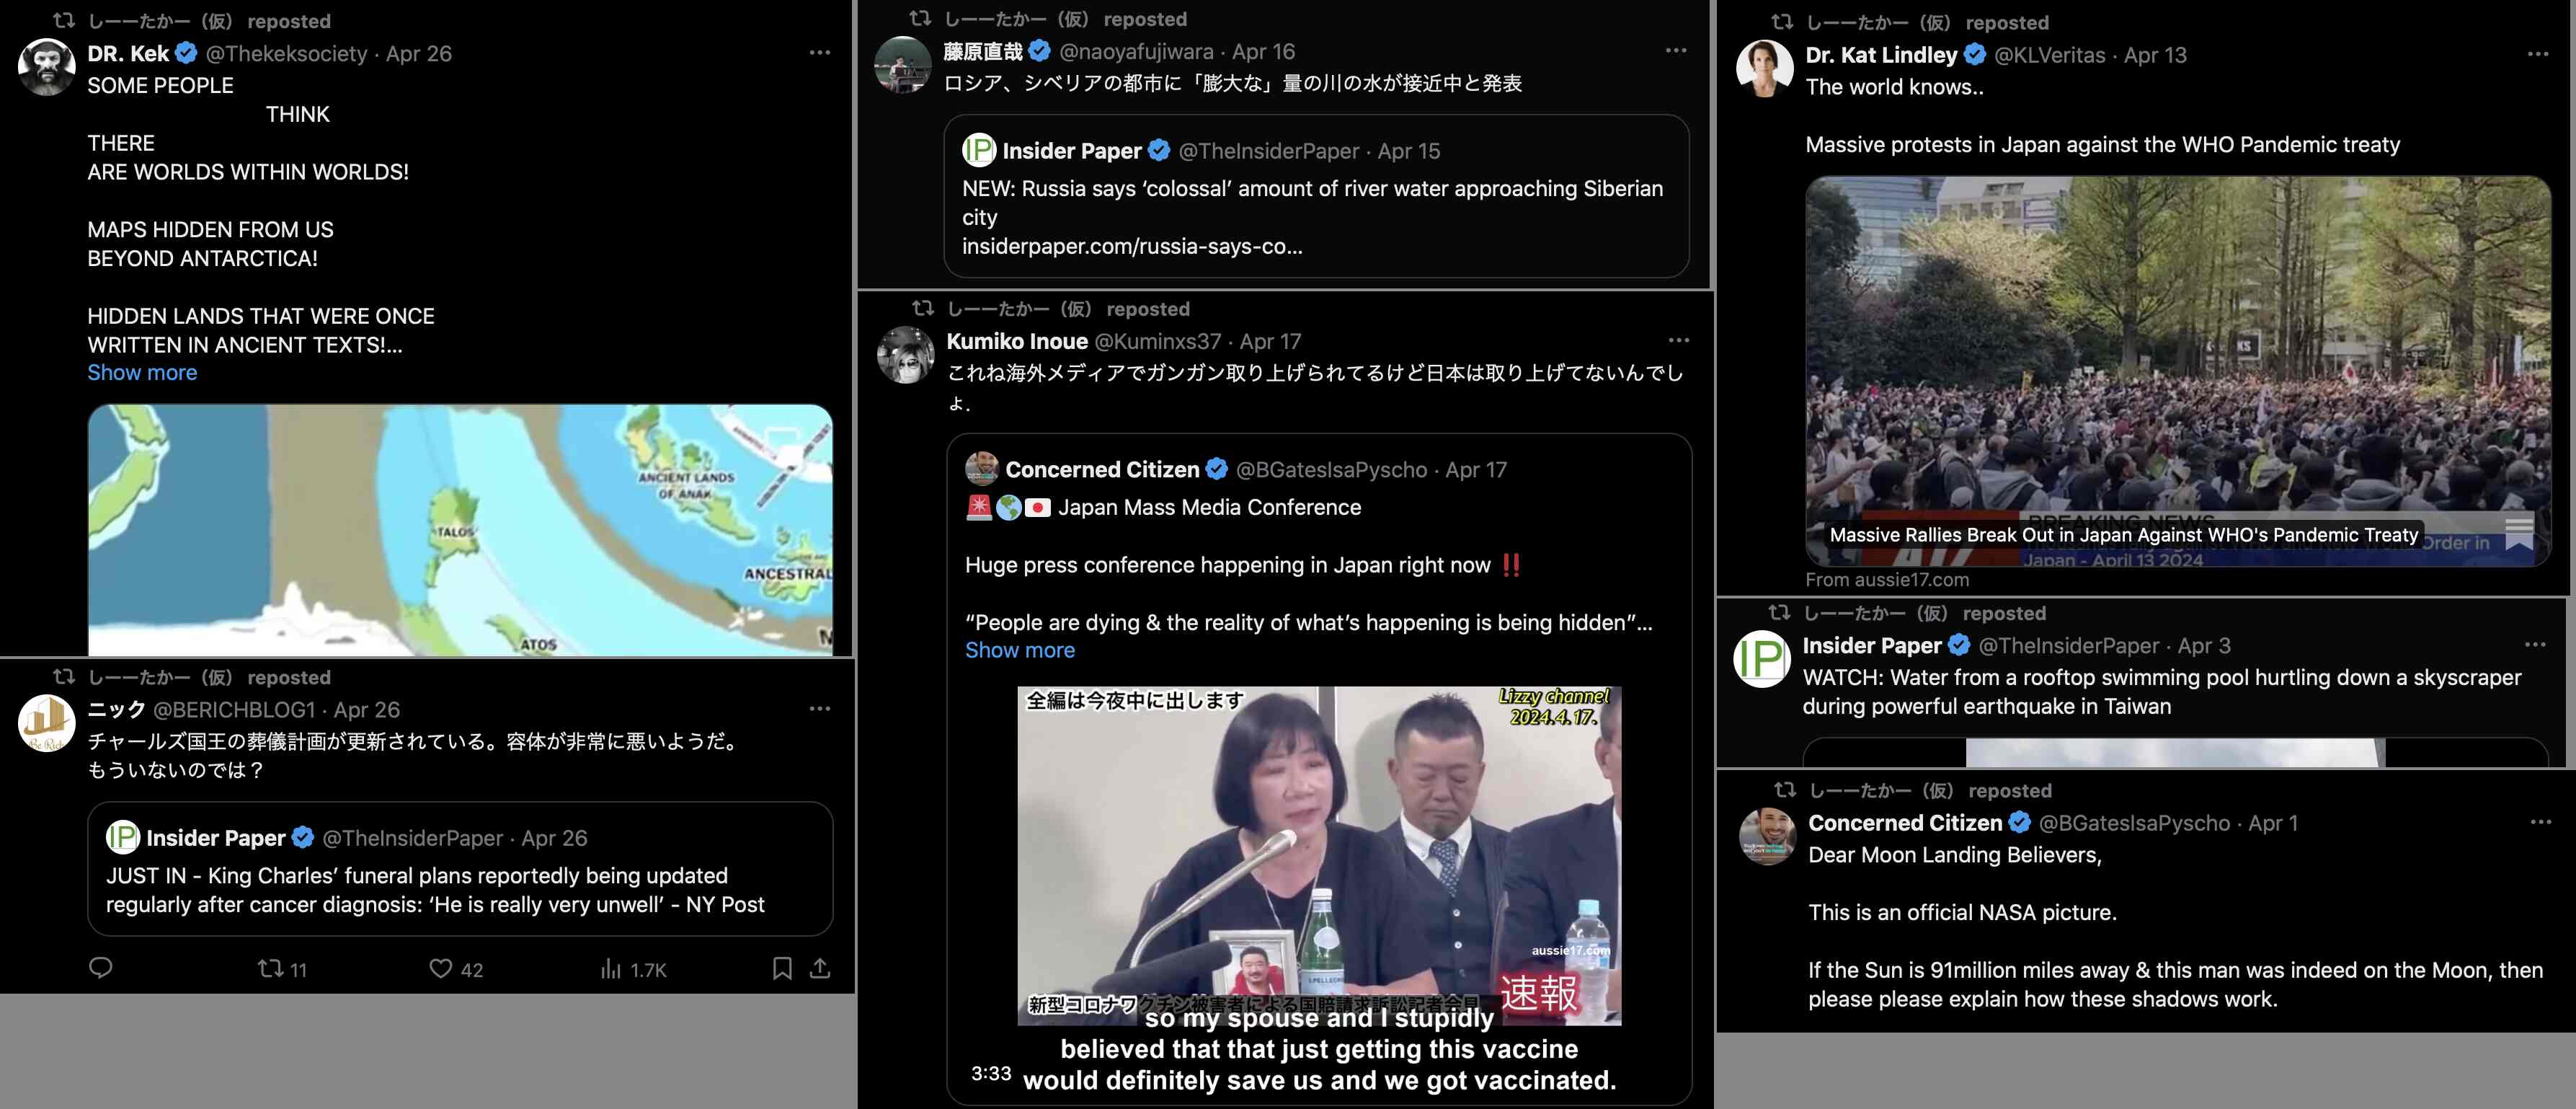 しーーたかー（仮） reposted
DR. Kek @Thekeksociety · Apr 26
SOME PEOPLE
THINK
THERE
ARE WORLDS WITHIN WORLDS!
MAPS HIDDEN FROM US
BEYOND ANTARCTICA!
HIDDEN LANDS THAT WERE ONCE
WRITTEN IN ANCIENT TEXTS!...
Show more
ANCIENT LANDS
OF ANAK
TALOS
ANCESTRAL
ATOS
しーーたかー（仮） reposted
ニック @BERICHBLOG1 · Apr 26
チャールズ国王の葬儀計画が更新されている。容体が非常に悪いようだ。
もういないのでは？
IP Insider Paper @TheInsiderPaper · Apr 26
JUST IN - King Charles’ funeral plans reportedly being updated
regularly after cancer diagnosis: ‘He is really very unwell’ - NY Post
11 42 1.7K
しーーたかー（仮） reposted
藤原直哉 @naoyafujiwara · Apr 16
ロシア、シベリアの都市に「膨大な」量の川の水が接近中と発表
IP Insider Paper @TheInsiderPaper · Apr 15
NEW: Russia says ‘colossal’ amount of river water approaching Siberian
city
insiderpaper.com/russia-says-co...
しーーたかー（仮） reposted
Kumiko Inoue @Kuminxs37 · Apr 17
これね海外メディアでガンガン取り上げられてるけど日本は取り上げてないんでし
ょ.
Concerned Citizen @BGatesIsaPyscho · Apr 17
🚨🌎🇯🇵 Japan Mass Media Conference
Huge press conference happening in Japan right now ‼️
“People are dying & the reality of what’s happening is being hidden”...
Show more
全編は今夜中に出します
Lizzy channel
2024.4.17.
S.PELLEGRINO
aussie17.com
速報
新型コロナワクチン被害者による国賠請求訴訟記者会見
so my spouse and I stupidly
believed that that just getting this vaccine
would definitely save us and we got vaccinated.
3:33
しーーたかー（仮） reposted
Dr. Kat Lindley @KLVeritas · Apr 13
The world knows..
Massive protests in Japan against the WHO Pandemic treaty
BREAKING NEWS
Massive Rallies Break Out in Japan Against WHO's Pandemic Treaty
Order in
Japan - April 13 2024
From aussie17.com
しーーたかー（仮） reposted
IP Insider Paper @TheInsiderPaper · Apr 3
WATCH: Water from a rooftop swimming pool hurtling down a skyscraper
during powerful earthquake in Taiwan
しーーたかー（仮） reposted
Concerned Citizen @BGatesIsaPyscho · Apr 1
Dear Moon Landing Believers,
This is an official NASA picture.
If the Sun is 91million miles away & this man was indeed on the Moon, then
please please explain how these shadows work.